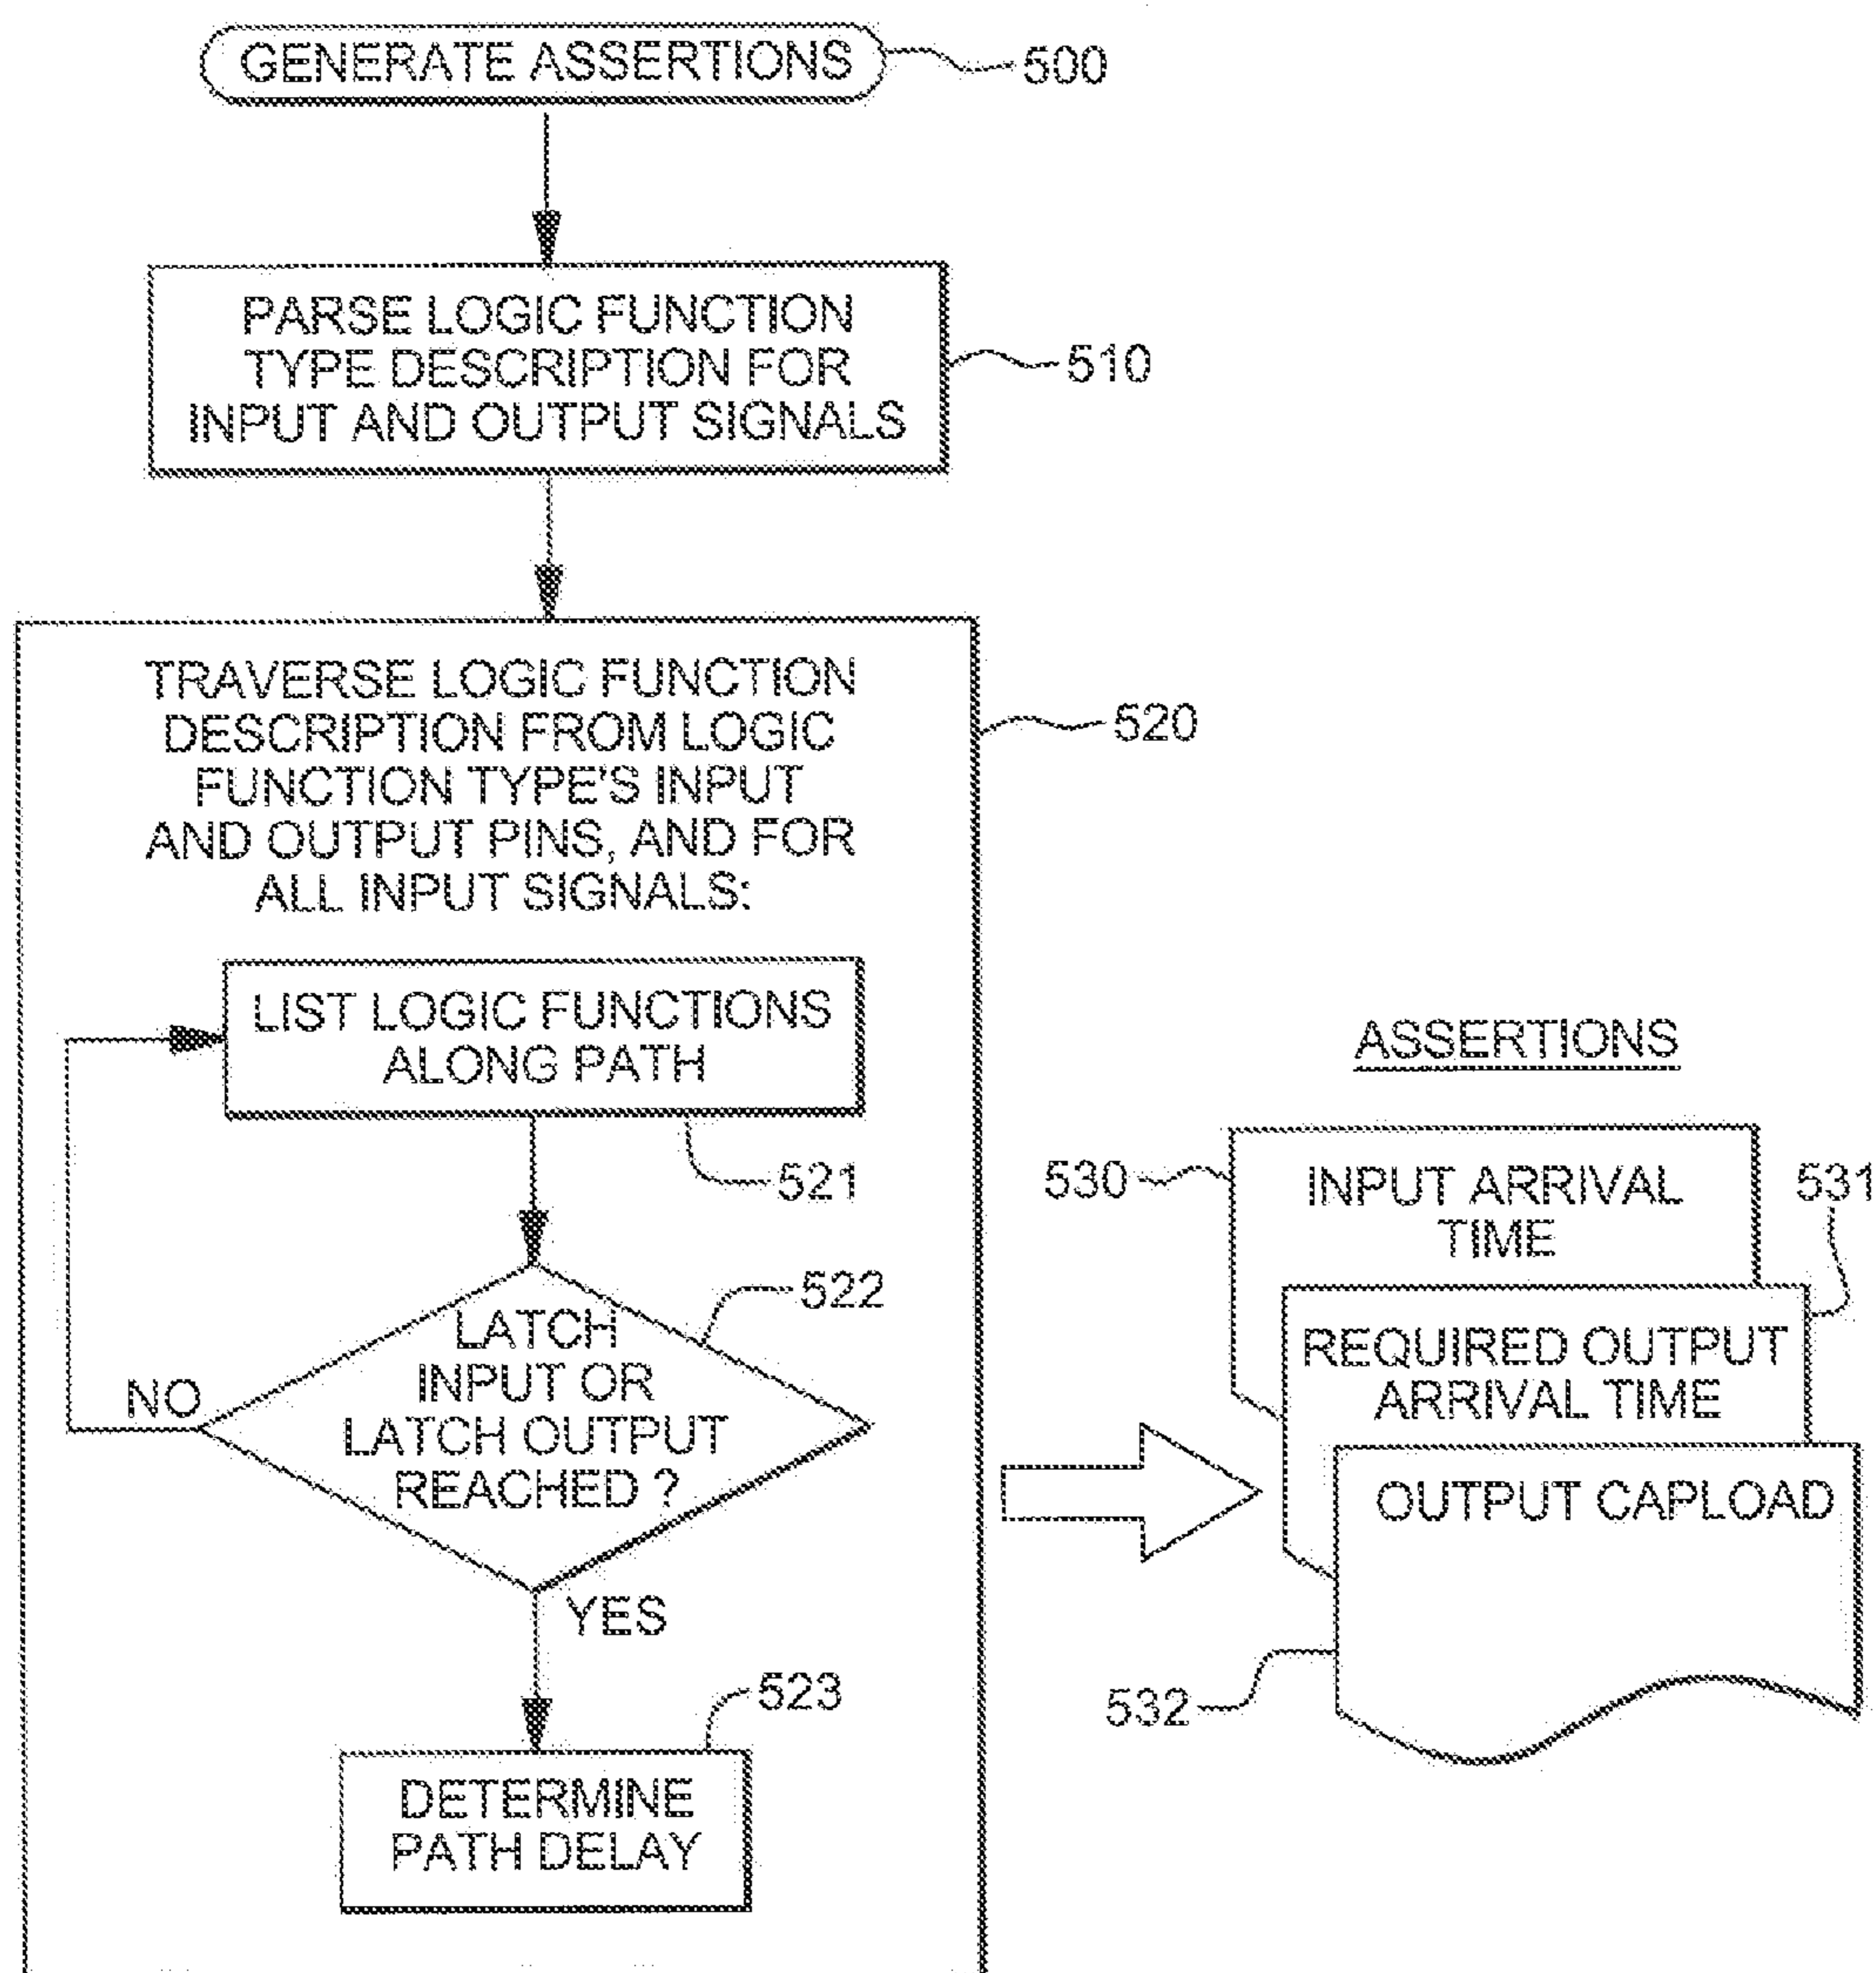 GENERATE ASSERTIONS
500
PARSE LOGIC FUNCTION
TYPE DESCRIPTION FOR
INPUT AND OUTPUT SIGNALS
510
TRAVERSE LOGIC FUNCTION
DESCRIPTION FROM LOGIC
FUNCTION TYPE'S INPUT
AND OUTPUT PINS, AND FOR
ALL INPUT SIGNALS:
520
LIST LOGIC FUNCTIONS
ALONG PATH
521
LATCH
INPUT OR
LATCH OUTPUT
REACHED ?
522
NO
YES
DETERMINE
PATH DELAY
523
ASSERTIONS
530
INPUT ARRIVAL
TIME
531
REQUIRED OUTPUT
ARRIVAL TIME
OUTPUT CAPLOAD
532